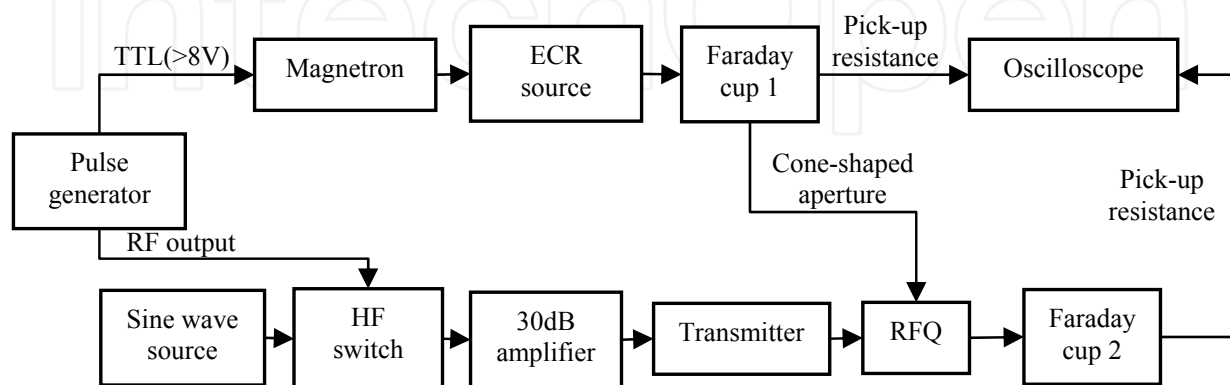 IntechOpen
TTL(>8V)
Magnetron
ECR
source
Faraday
cup 1
Pick-up
resistance
Oscilloscope
Pulse
generator
Cone-shaped
aperture
Pick-up
resistance
RF output
Sine wave
source
HF
switch
30dB
amplifier
Transmitter
RFQ
Faraday
cup 2